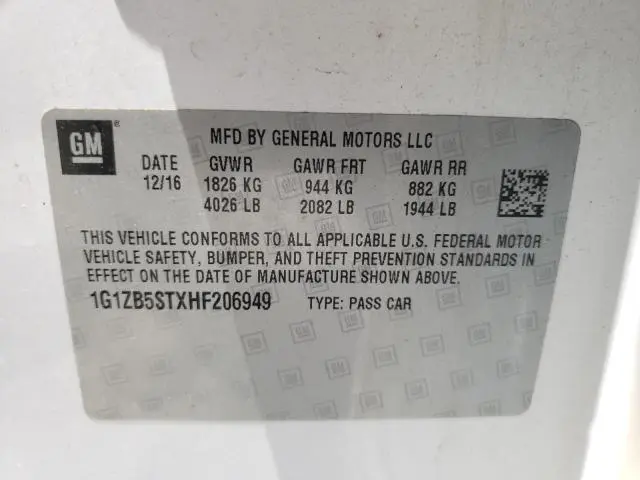 GM ® MFD BY GENERAL MOTORS LLC
DATE GVWR GAWR FRT GAWR RR
12/16 1826 KG 944 KG 882 KG
4026 LB 2082 LB 1944 LB
THIS VEHICLE CONFORMS TO ALL APPLICABLE U.S. FEDERAL MOTOR
VEHICLE SAFETY, BUMPER, AND THEFT PREVENTION STANDARDS IN
EFFECT ON THE DATE OF MANUFACTURE SHOWN ABOVE.
1G1ZB5STXHF206949 TYPE: PASS CAR